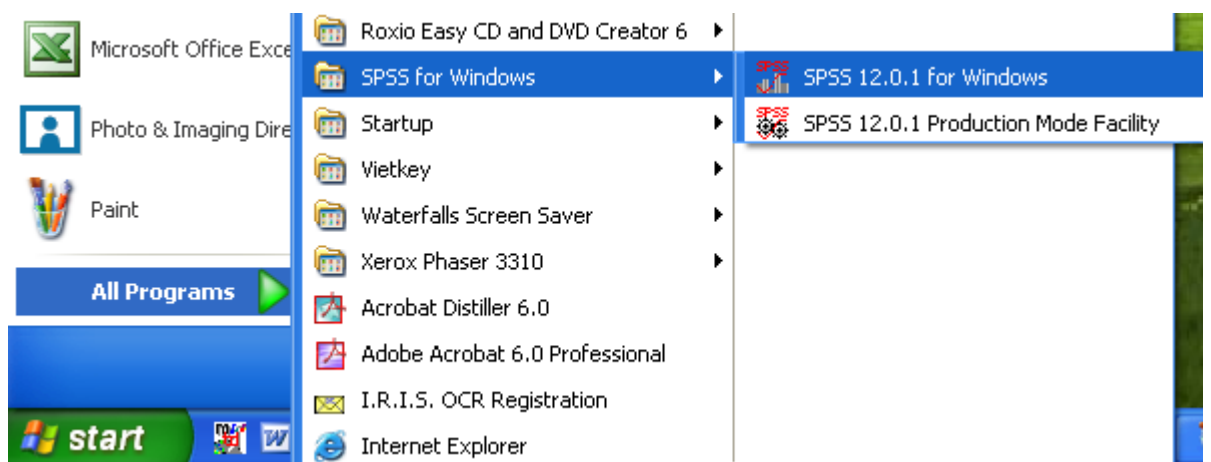 Microsoft Office Exce
Photo & Imaging Dire
Paint
All Programs
start
Roxio Easy CD and DVD Creator 6
SPSS for Windows
Startup
Vietkey
Waterfalls Screen Saver
Xerox Phaser 3310
Acrobat Distiller 6.0
Adobe Acrobat 6.0 Professional
I.R.I.S. OCR Registration
Internet Explorer
SPSS 12.0.1 for Windows
SPSS 12.0.1 Production Mode Facility